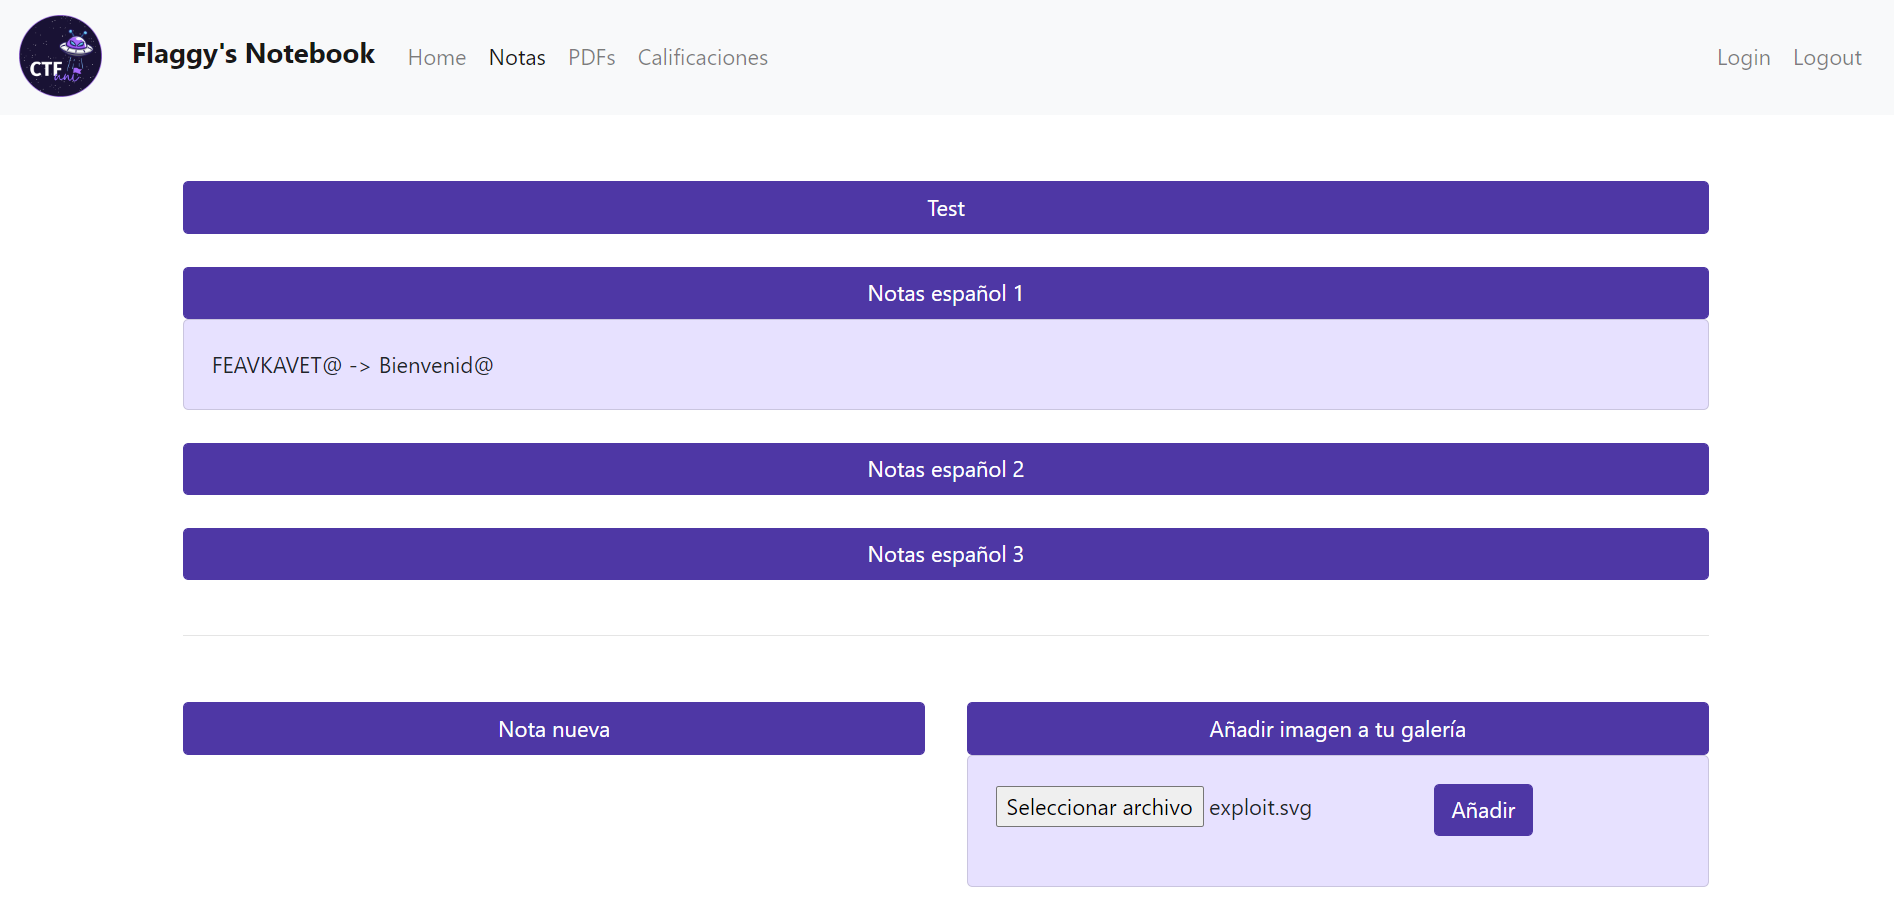 CTF
uni
Flaggy's Notebook
Home Notas PDFs Calificaciones
Login Logout
Test
Notas español 1
FEAVKAVET@ -> Bienvenid@
Notas español 2
Notas español 3
Nota nueva
Añadir imagen a tu galería
Seleccionar archivo exploit.svg
Añadir